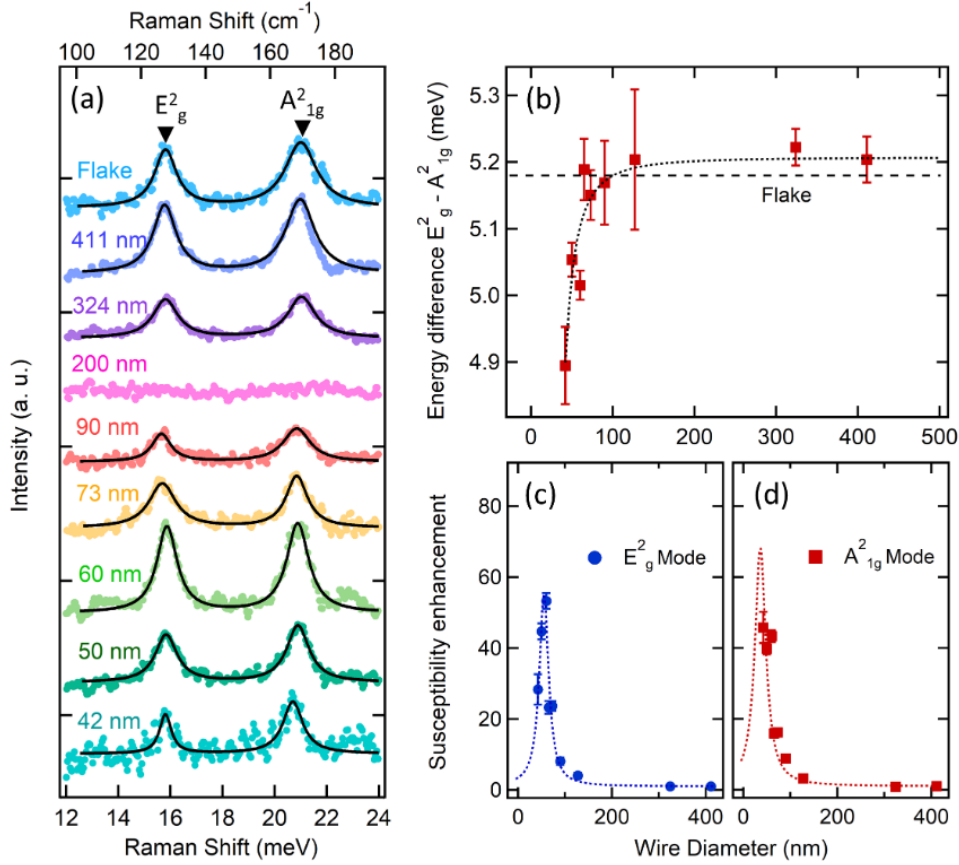 Raman Shift (cm⁻¹)
100 120 140 160 180
(a)
E²g
A²1g
Flake
411 nm
324 nm
200 nm
90 nm
73 nm
60 nm
50 nm
42 nm
Intensity (a. u.)
12 14 16 18 20 22 24
Raman Shift (meV)
(b)
Energy difference E²g - A²1g (meV)
5.3
5.2
5.1
5.0
4.9
Flake
0 100 200 300 400 500
(c)
E²g Mode
Susceptibility enhancement
80
60
40
20
0
0 200 400
(d)
A²1g Mode
0 200 400
Wire Diameter (nm)